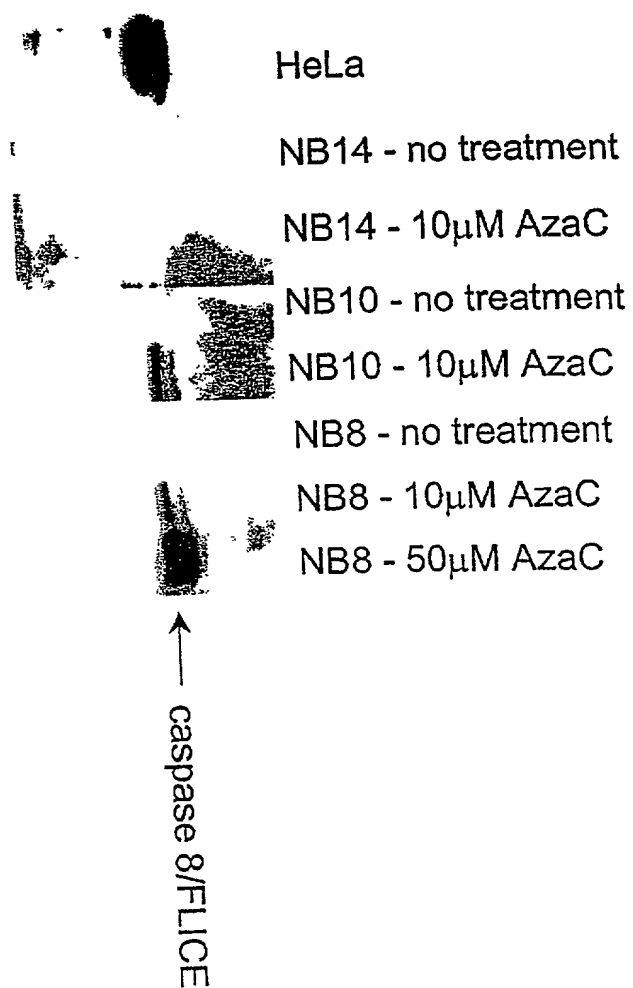 HeLa
NB14 - no treatment
NB14 - 10μM AzaC
NB10 - no treatment
NB10 - 10μM AzaC
NB8 - no treatment
NB8 - 10μM AzaC
NB8 - 50μM AzaC
caspase 8/FLICE